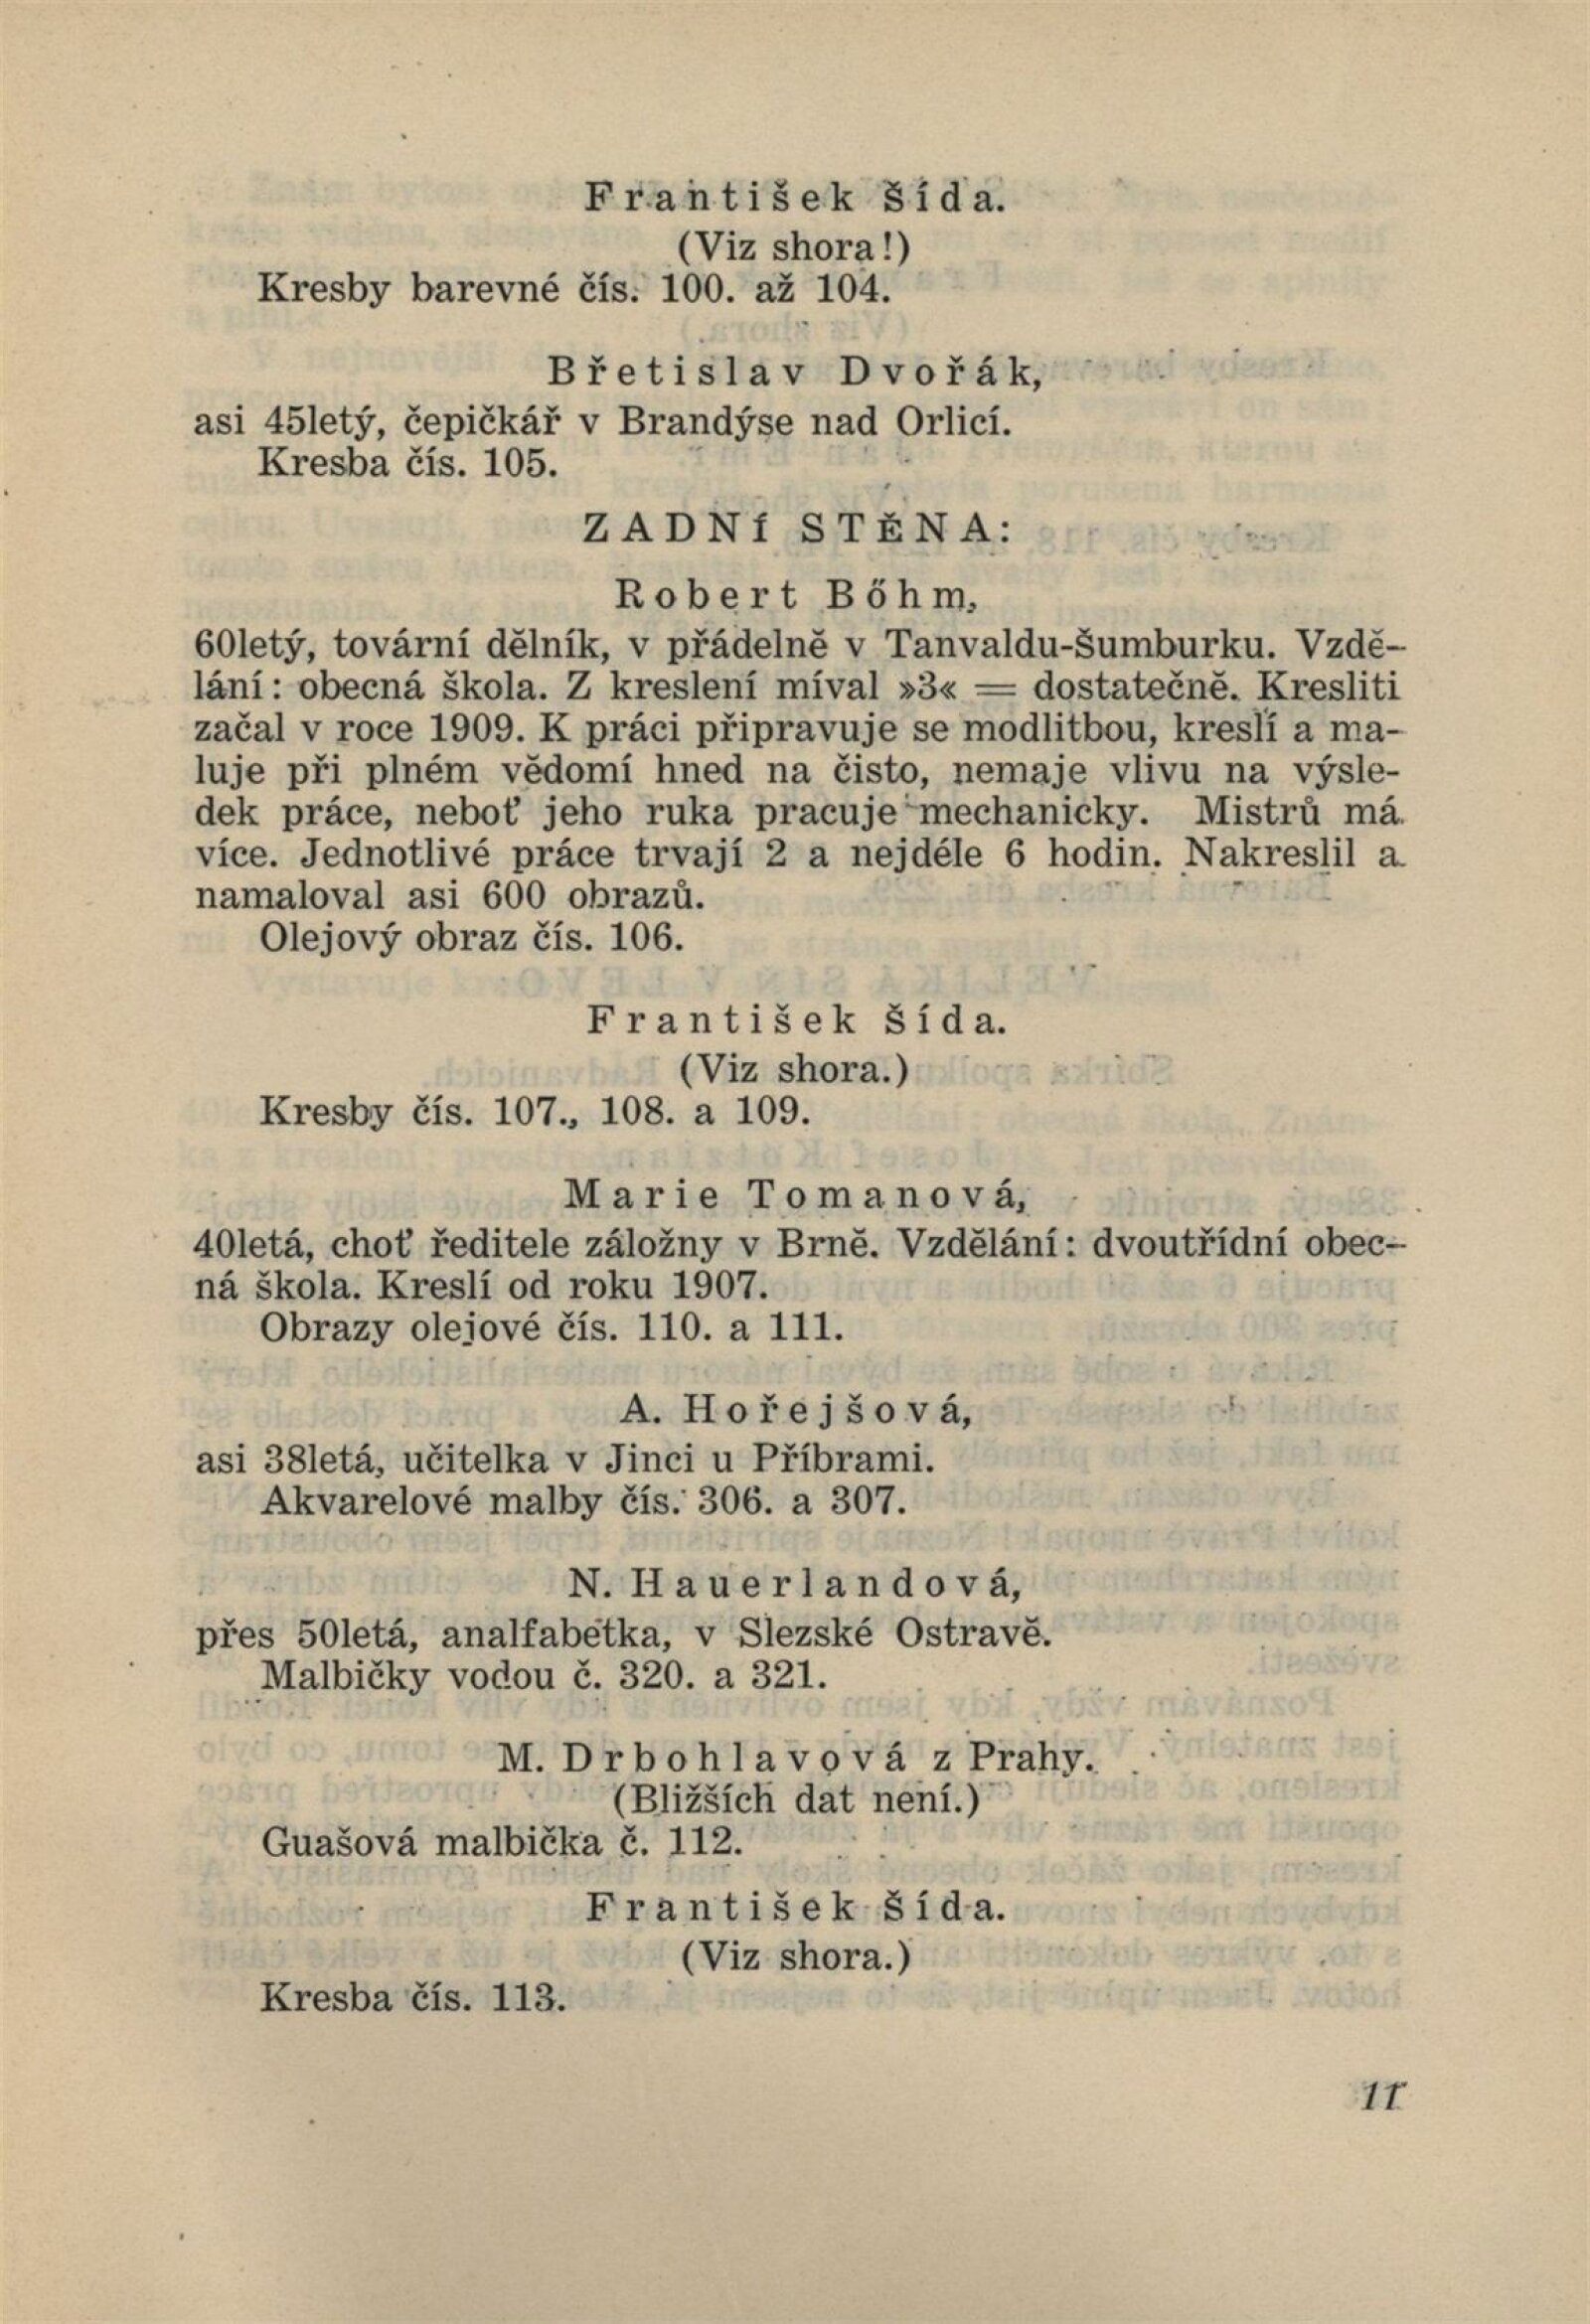 František Šída.
(Viz shora!)
Kresby barevné čís. 100. až 104.
Břetislav Dvořák,
asi 45letý, čepičkář v Brandýse nad Orlicí.
Kresba čís. 105.
ZADNÍ STĚNA:
Robert Bőhm,
60letý, tovární dělník, v přádelně v Tanvaldu-Šumburku. Vzdě-
lání: obecná škola. Z kreslení míval »3« = dostatečně. Kresliti
začal v roce 1909. K práci připravuje se modlitbou, kreslí a ma-
luje při plném vědomí hned na čisto, nemaje vlivu na výsle-
dek práce, neboť jeho ruka pracuje mechanicky. Mistrů má
více. Jednotlivé práce trvají 2 a nejdéle 6 hodin. Nakreslil a
namaloval asi 600 obrazů.
Olejový obraz čís. 106.
František Šída.
(Viz shora.)
Kresby čís. 107., 108. a 109.
Marie Tomanová,
40letá, choť ředitele záložny v Brně. Vzdělání: dvoutřídní obec-
ná škola. Kreslí od roku 1907.
Obrazy olejové čís. 110. a 111.
A. Hořejšová,
asi 38letá, učitelka v Jinci u Příbrami.
Akvarelové malby čís. 306. a 307.
N. Hauerlandová,
přes 50letá, analfabetka, v Slezské Ostravě.
Malbičky vodou č. 320. a 321.
M. Drbohlavová z Prahy.
(Bližších dat není.)
Guašová malbička č. 112.
František Šída.
(Viz shora.)
Kresba čís. 113.
11